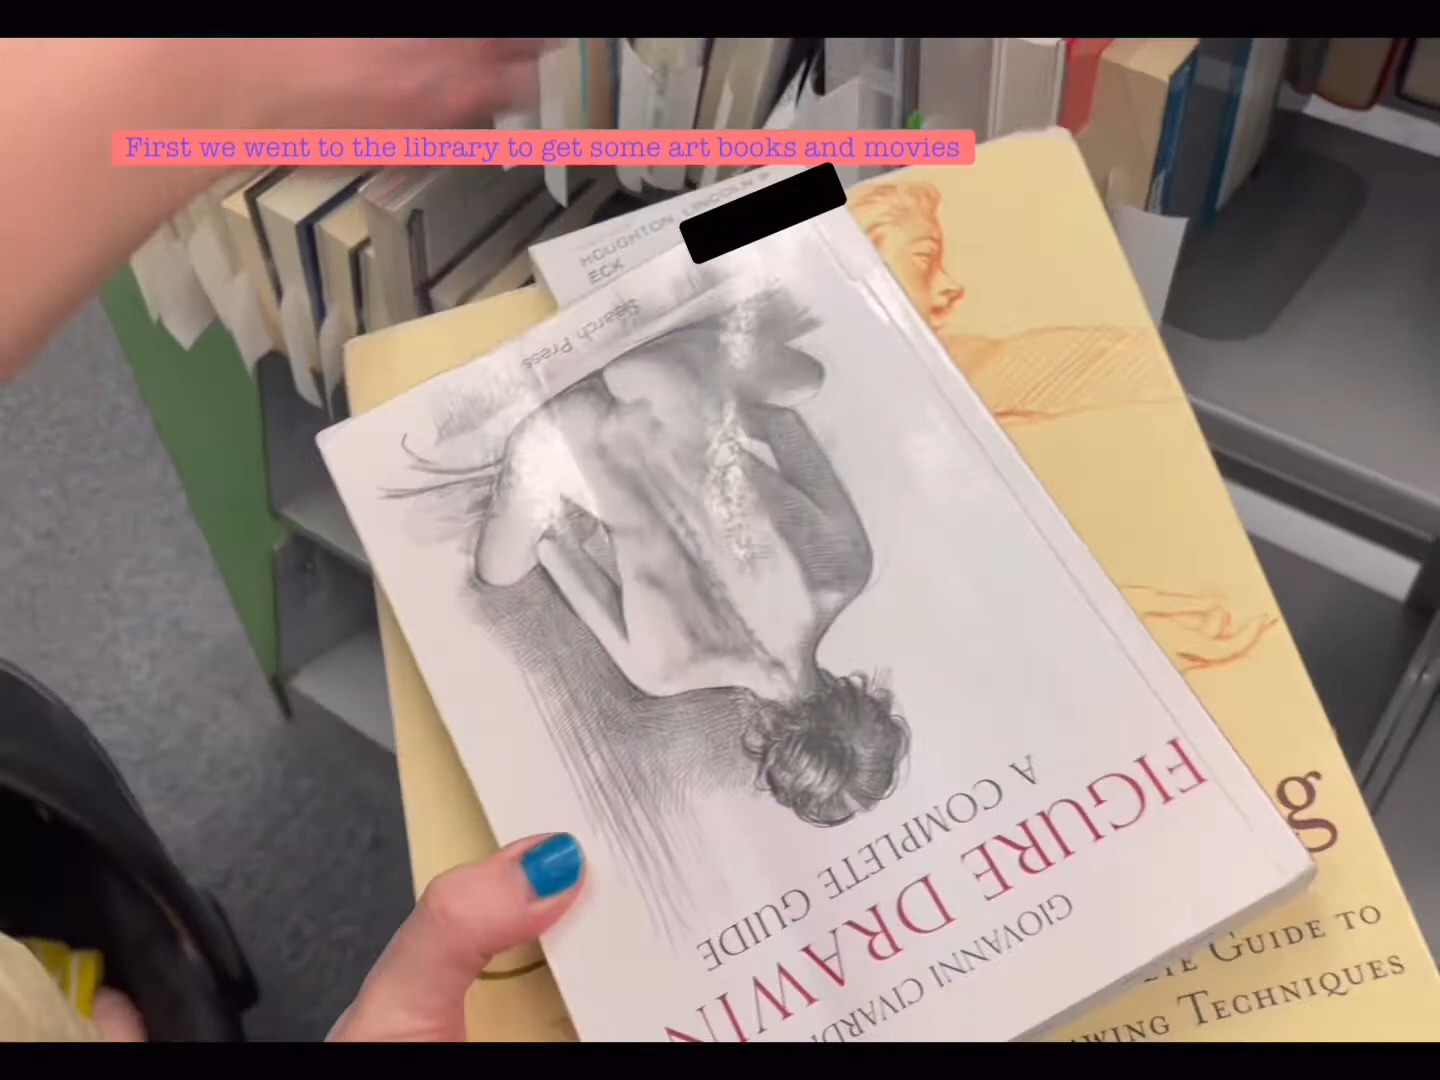 First we went to the library to get some art books and movies
HOUGHTON, LINCOLN
ECK
Search Press
FIGURE DRAWIN
A COMPLETE GUIDE
GIOVANNI CIVARDI
g
GUIDE TO
TECHNIQUES